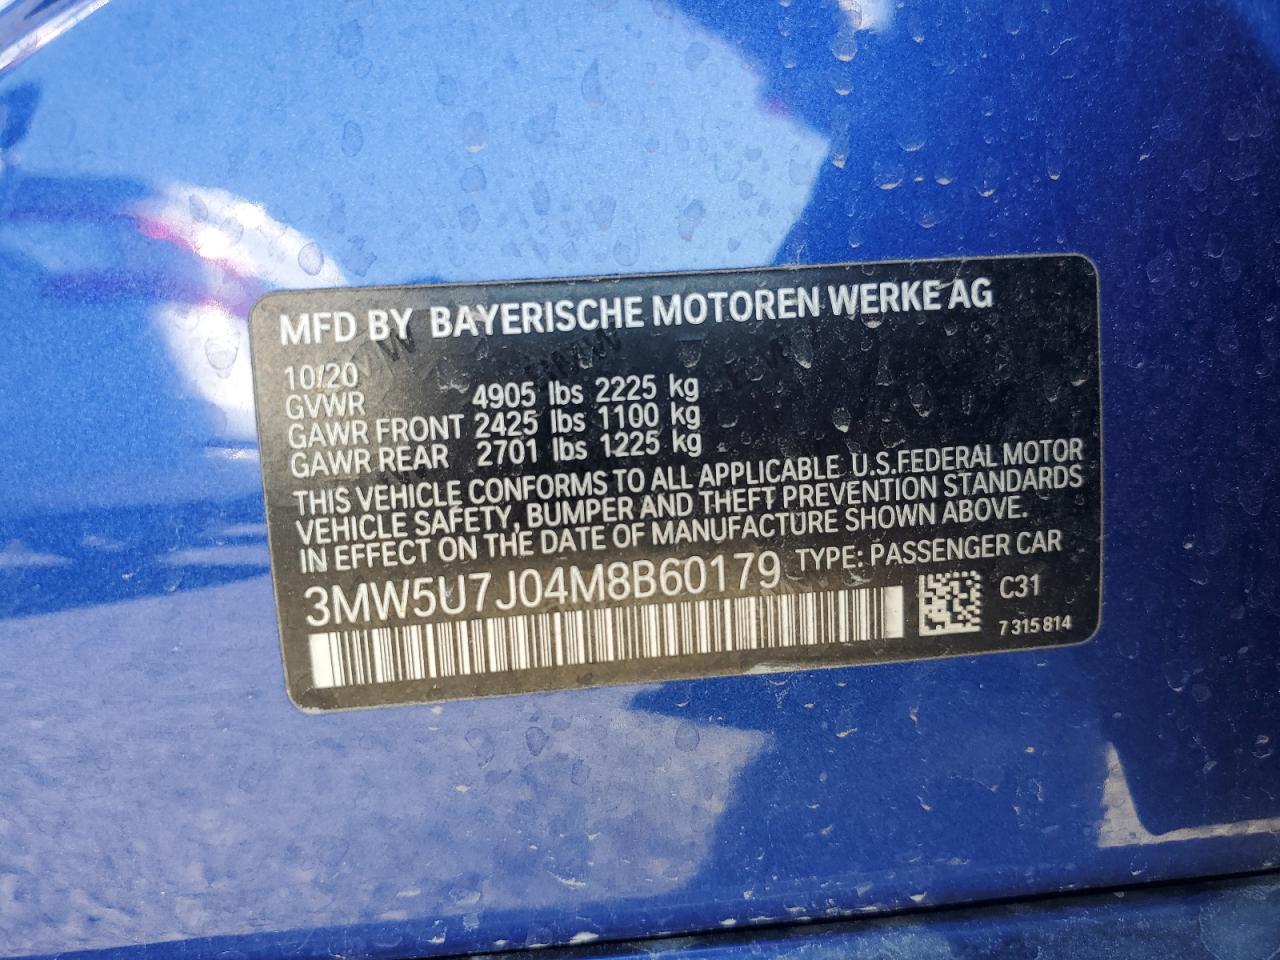 MFD BY BAYERISCHE MOTOREN WERKE AG
10/20
GVWR 4905 lbs 2225 kg
GAWR FRONT 2425 lbs 1100 kg
GAWR REAR 2701 lbs 1225 kg
THIS VEHICLE CONFORMS TO ALL APPLICABLE U.S.FEDERAL MOTOR
VEHICLE SAFETY, BUMPER AND THEFT PREVENTION STANDARDS
IN EFFECT ON THE DATE OF MANUFACTURE SHOWN ABOVE.
3MW5U7J04M8B60179 TYPE: PASSENGER CAR
C31
7 315 814